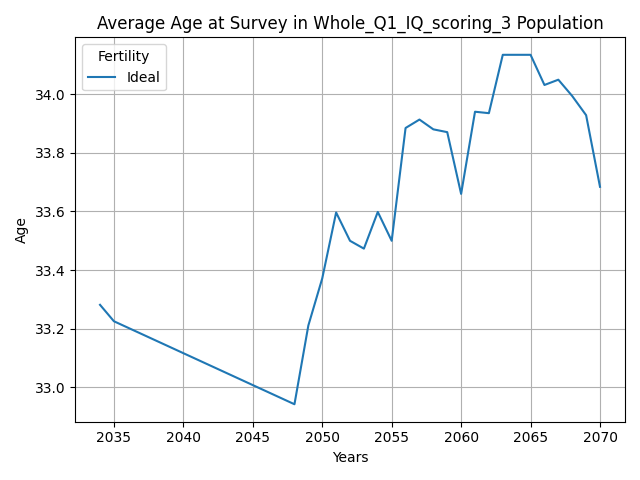 Average Age at Survey in Whole_Q1_IQ_scoring_3 Population
Fertility
Ideal
Age
34.0
33.8
33.6
33.4
33.2
33.0
2035 2040 2045 2050 2055 2060 2065 2070
Years